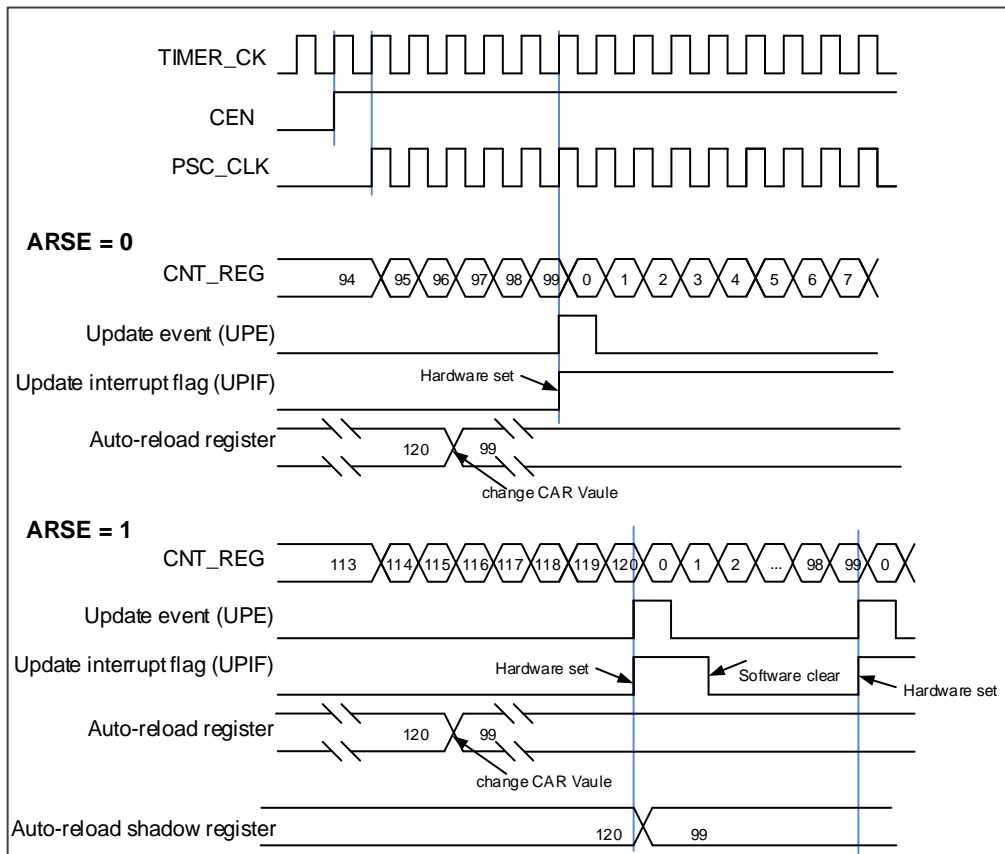 TIMER_CK
CEN
PSC_CLK
ARSE = 0
CNT_REG 94 95 96 97 98 99 0 1 2 3 4 5 6 7
Update event (UPE)
Update interrupt flag (UPIF) Hardware set
Auto-reload register 120 99
change CAR Vaule
ARSE = 1
CNT_REG 113 114 115 116 117 118 119 120 0 1 2 ... 98 99 0
Update event (UPE)
Update interrupt flag (UPIF) Hardware set Software clear Hardware set
Auto-reload register 120 99
change CAR Vaule
Auto-reload shadow register 120 99